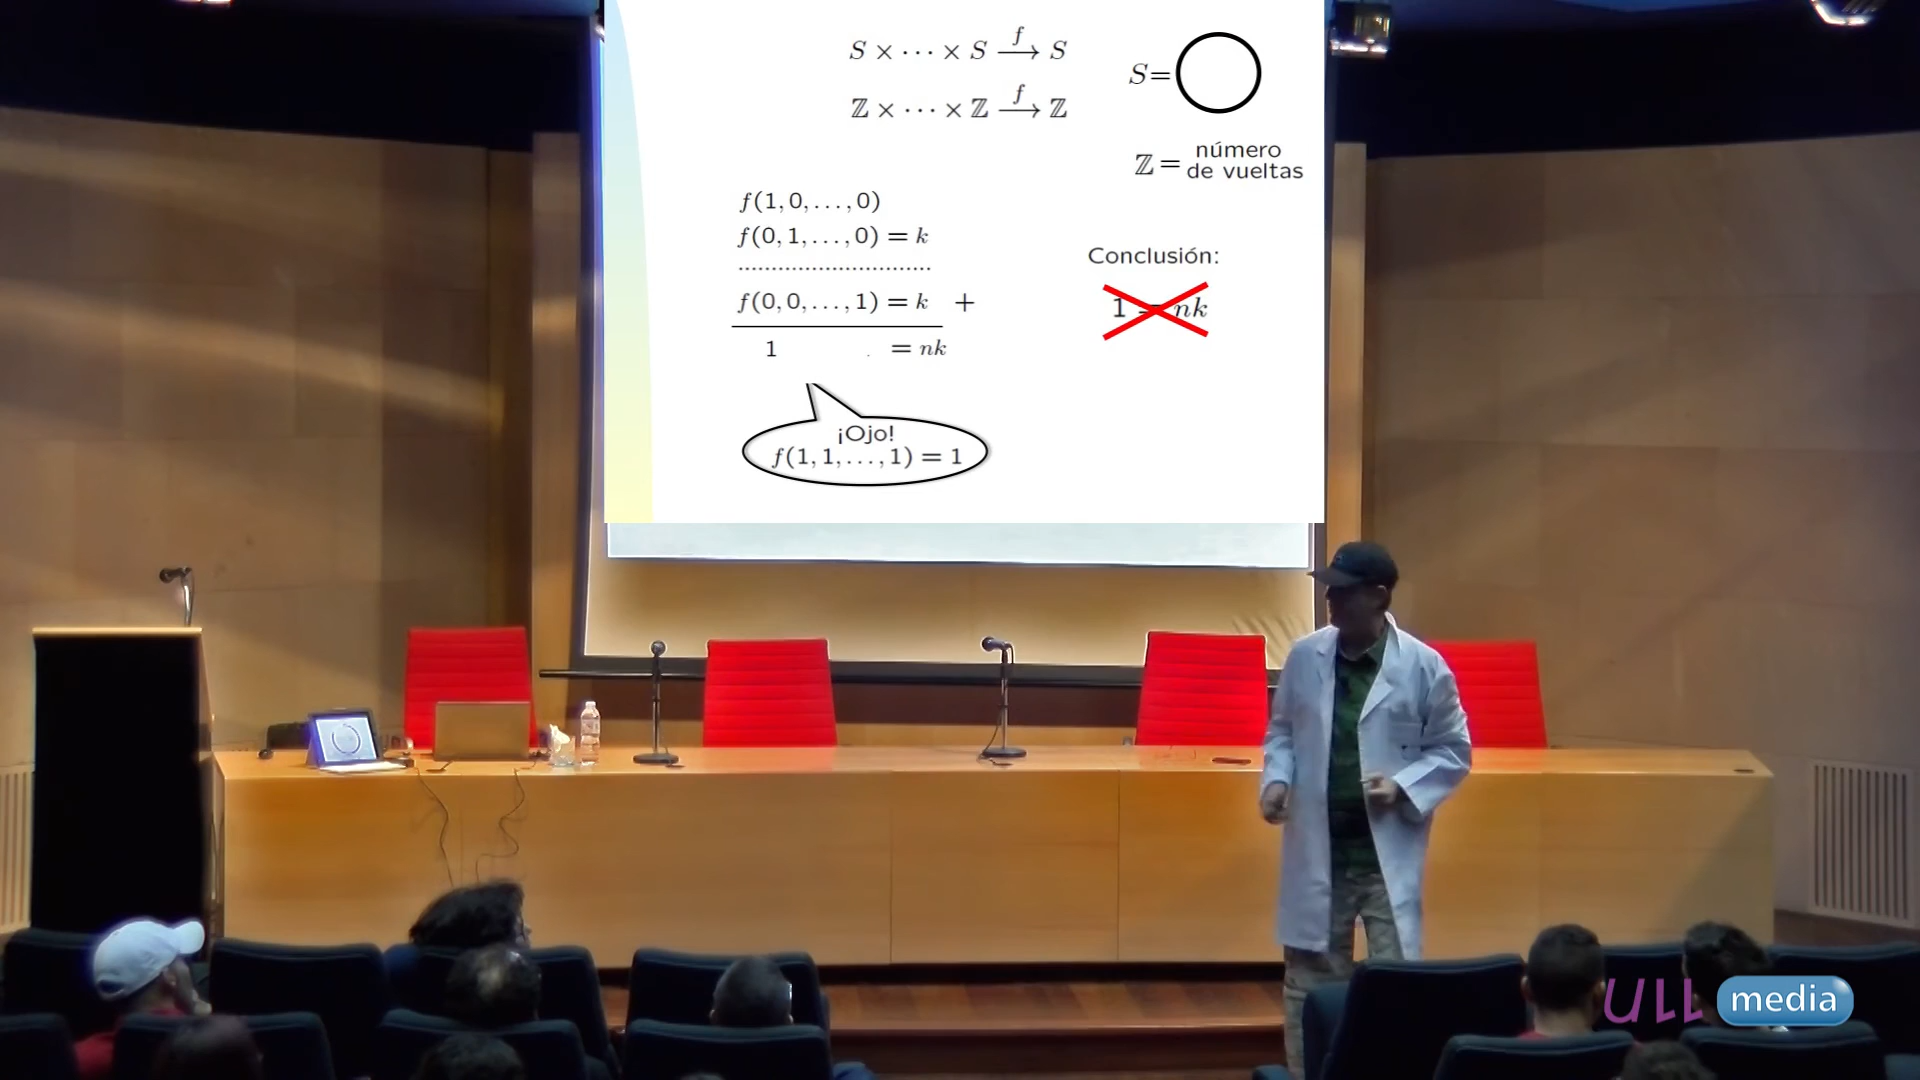 S × ··· × S →f S
S=
ℤ × ··· × ℤ →f ℤ
ℤ = número de vueltas
f(1, 0, ..., 0)
f(0, 1, ..., 0) = k
..............................
f(0, 0, ..., 1) = k +
1 . = nk
Conclusión:
1 = nk
¡Ojo!
f(1, 1, ..., 1) = 1
ULL media